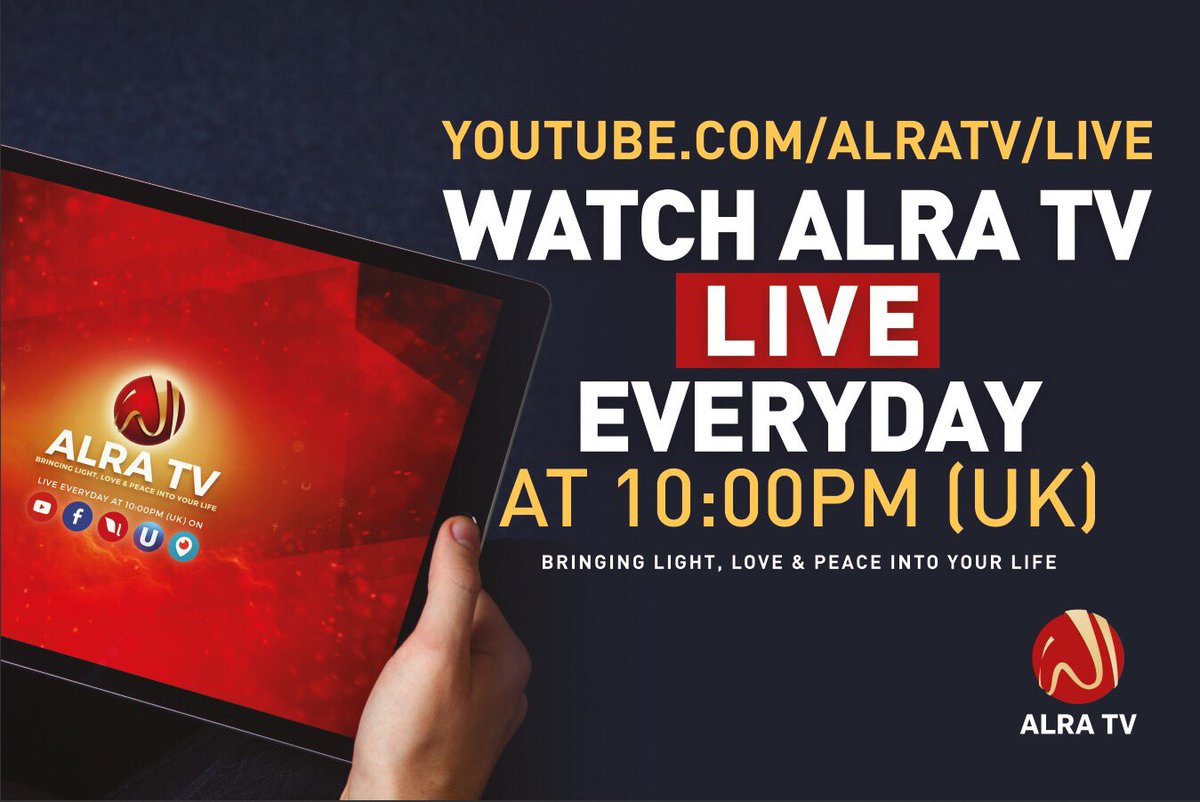 YOUTUBE.COM/ALRATV/LIVE
WATCH ALRA TV
LIVE
EVERYDAY
AT 10:00PM (UK)
BRINGING LIGHT, LOVE & PEACE INTO YOUR LIFE
ALRA TV
ALRA TV
BRINGING LIGHT, LOVE & PEACE INTO YOUR LIFE
LIVE EVERYDAY AT 10:00PM (UK) ON
f
U